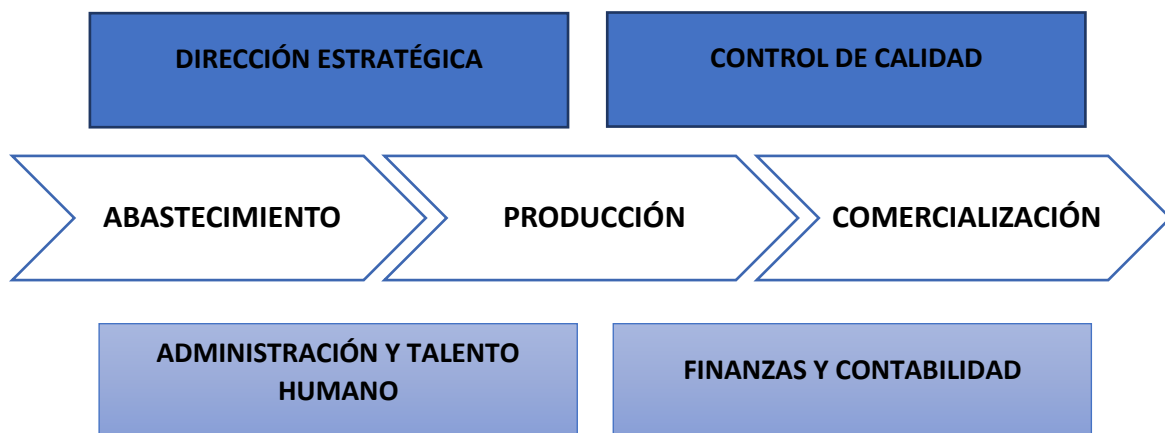 DIRECCIÓN ESTRATÉGICA
CONTROL DE CALIDAD
ABASTECIMIENTO
PRODUCCIÓN
COMERCIALIZACIÓN
ADMINISTRACIÓN Y TALENTO
HUMANO
FINANZAS Y CONTABILIDAD